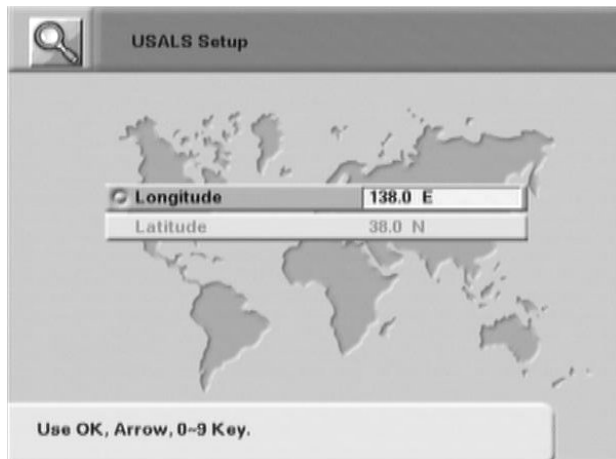 USALS Setup
Longitude 138.0 E
Latitude 38.0 N
Use OK, Arrow, 0~9 Key.